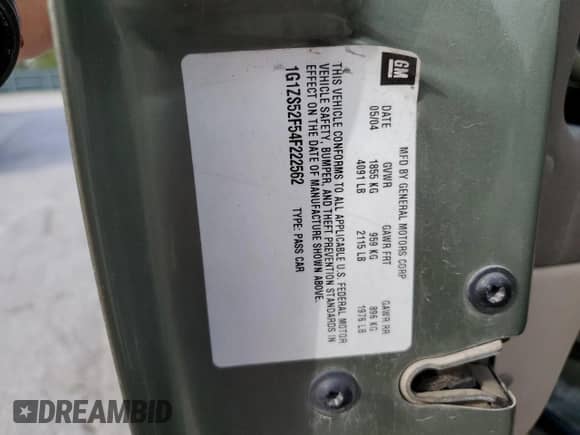 GM
MFD BY GENERAL MOTORS CORP
DATE GVWR GAWR FRT GAWR RR
05/04 1855 KG 959 KG 896 KG
4091 LB 2115 LB 1976 LB
THIS VEHICLE CONFORMS TO ALL APPLICABLE U.S. FEDERAL MOTOR
VEHICLE SAFETY, BUMPER, AND THEFT PREVENTION STANDARDS IN
EFFECT ON THE DATE OF MANUFACTURE SHOWN ABOVE.
1G1ZS52F54F222562 TYPE: PASS CAR
DREAMBID